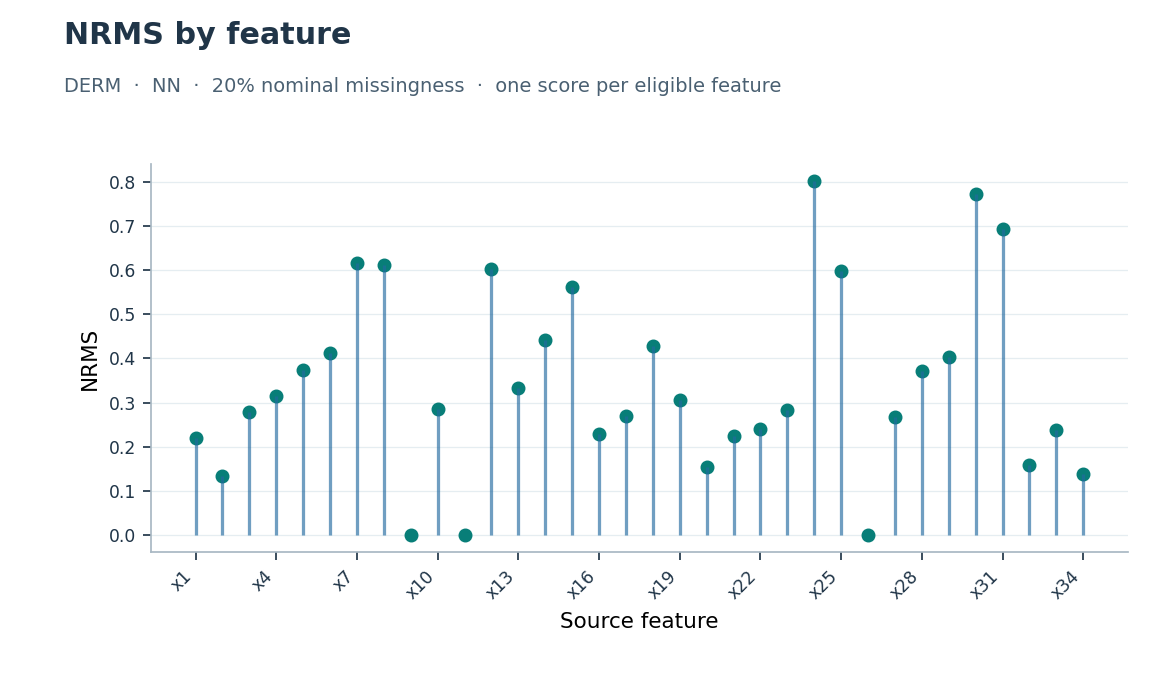 NRMS by feature
DERM · NN · 20% nominal missingness · one score per eligible feature
NRMS
0.8
0.7
0.6
0.5
0.4
0.3
0.2
0.1
0.0
x1 x4 x7 x10 x13 x16 x19 x22 x25 x28 x31 x34
Source feature